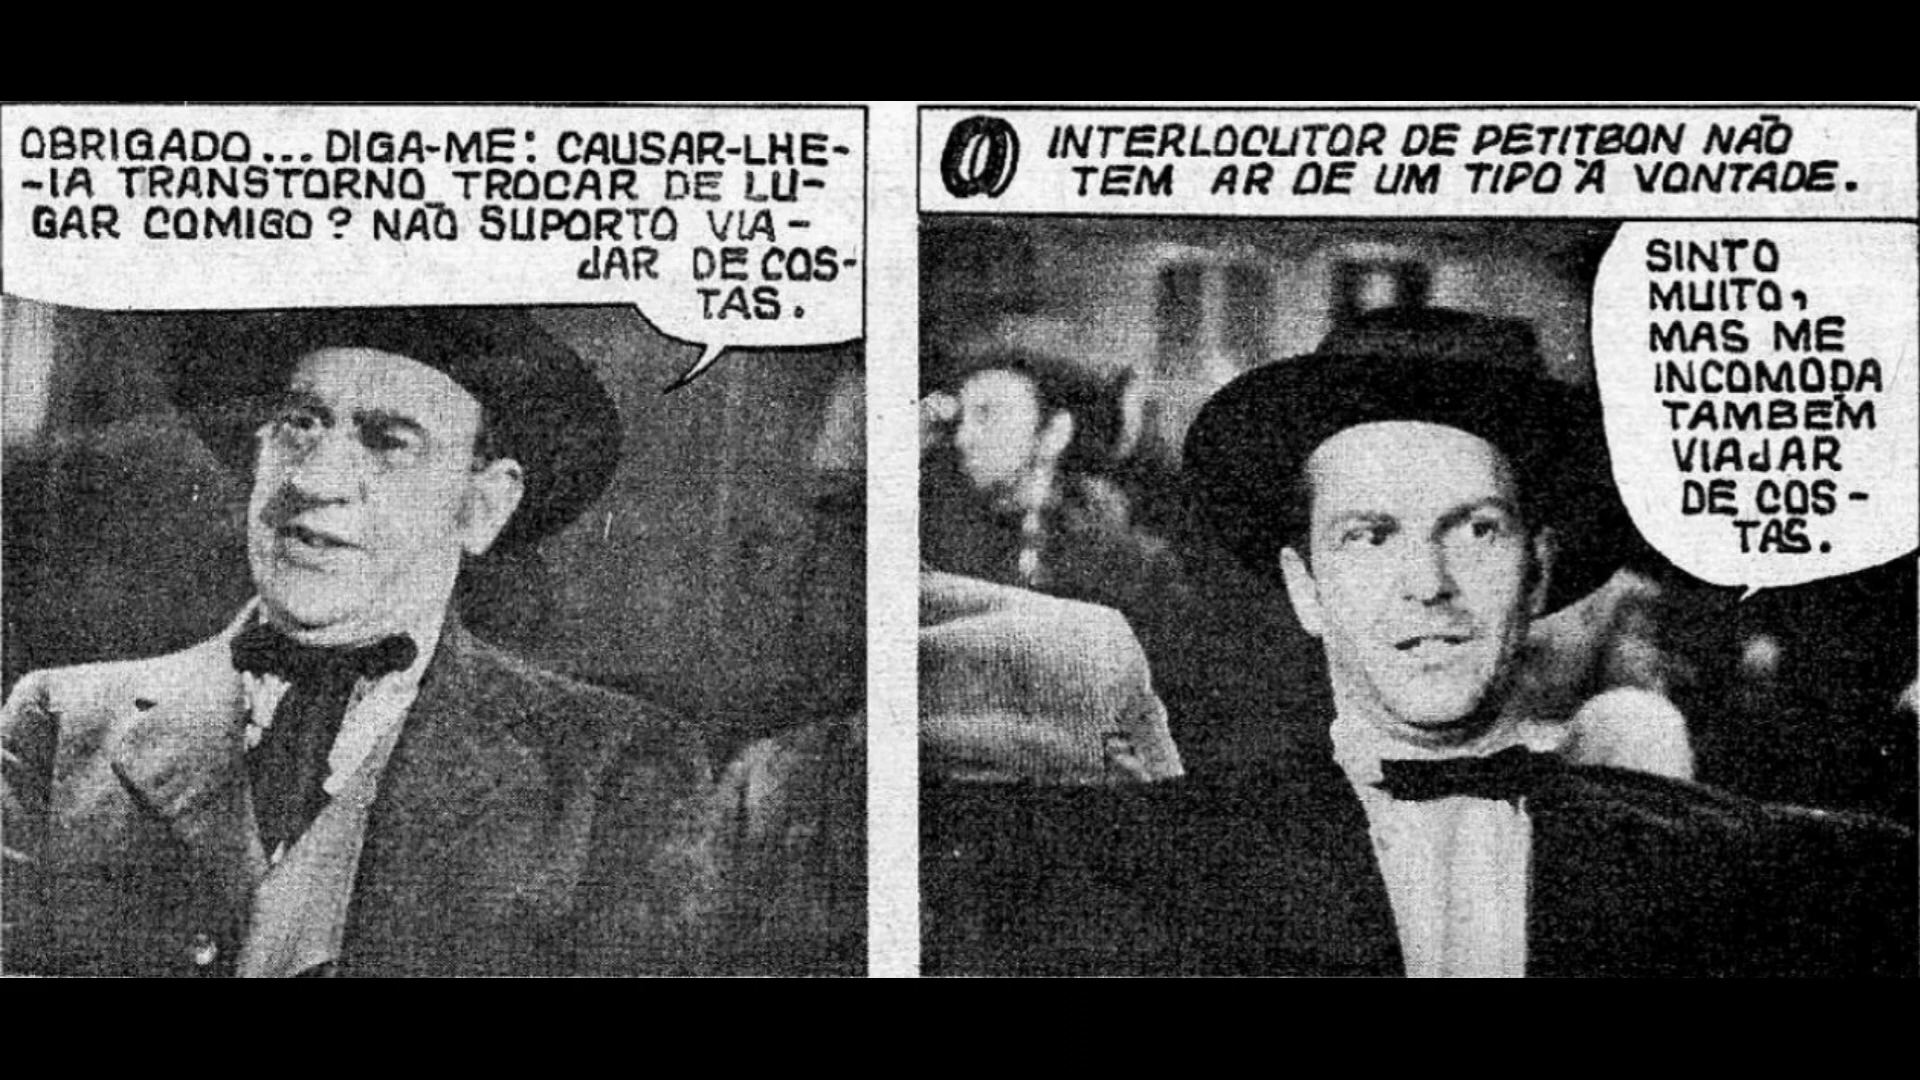 OBRIGADO... DIGA-ME: CAUSAR-LHE-
-IA TRANSTORNO TROCAR DE LU-
GAR COMIGO? NÃO SUPORTO VIA-
JAR DE COS-
TAS.
O INTERLOCUTOR DE PETITBON NÃO
TEM AR DE UM TIPO À VONTADE.
SINTO
MUITO,
MAS ME
INCOMODA
TAMBÉM
VIAJAR
DE COS-
TAS.